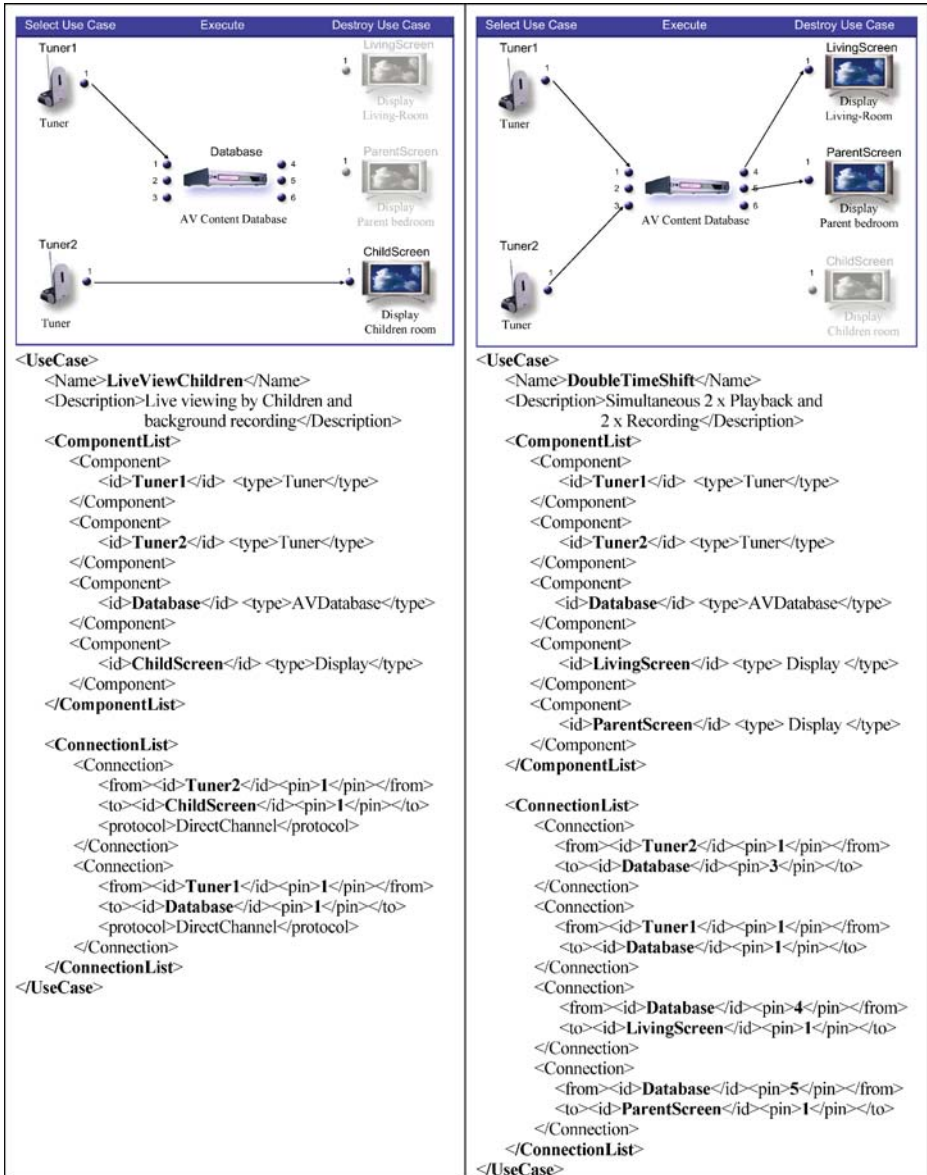 Select Use Case Execute Destroy Use Case
Tuner1
LivingScreen
1
1
Display
Living-Room
Tuner
Database
ParentScreen
1
1 4
2 5
3 6
Display
Parent bedroom
AV Content Database
Tuner2
ChildScreen
1
1
Display
Children room
Tuner
<UseCase>
<Name>LiveViewChildren</Name>
<Description>Live viewing by Children and
background recording</Description>
<ComponentList>
<Component>
<id>Tuner1</id> <type>Tuner</type>
</Component>
<Component>
<id>Tuner2</id> <type>Tuner</type>
</Component>
<Component>
<id>Database</id> <type>AVDatabase</type>
</Component>
<Component>
<id>ChildScreen</id> <type>Display</type>
</Component>
</ComponentList>
<ConnectionList>
<Connection>
<from><id>Tuner2</id><pin>1</pin></from>
<to><id>ChildScreen</id><pin>1</pin></to>
<protocol>DirectChannel</protocol>
</Connection>
<Connection>
<from><id>Tuner1</id><pin>1</pin></from>
<to><id>Database</id><pin>1</pin></to>
<protocol>DirectChannel</protocol>
</Connection>
</ConnectionList>
</UseCase>
Select Use Case Execute Destroy Use Case
Tuner1
LivingScreen
1
1
Display
Living-Room
Tuner
ParentScreen
1
1 4
2 5
3 6
Display
Parent bedroom
AV Content Database
Tuner2
ChildScreen
1
1
Display
Children room
Tuner
<UseCase>
<Name>DoubleTimeShift</Name>
<Description>Simultaneous 2 x Playback and
2 x Recording</Description>
<ComponentList>
<Component>
<id>Tuner1</id> <type>Tuner</type>
</Component>
<Component>
<id>Tuner2</id> <type>Tuner</type>
</Component>
<Component>
<id>Database</id> <type>AVDatabase</type>
</Component>
<Component>
<id>LivingScreen</id> <type> Display </type>
</Component>
<Component>
<id>ParentScreen</id> <type> Display </type>
</Component>
</ComponentList>
<ConnectionList>
<Connection>
<from><id>Tuner2</id><pin>1</pin></from>
<to><id>Database</id><pin>3</pin></to>
</Connection>
<Connection>
<from><id>Tuner1</id><pin>1</pin></from>
<to><id>Database</id><pin>1</pin></to>
</Connection>
<Connection>
<from><id>Database</id><pin>4</pin></from>
<to><id>LivingScreen</id><pin>1</pin></to>
</Connection>
<Connection>
<from><id>Database</id><pin>5</pin></from>
<to><id>ParentScreen</id><pin>1</pin></to>
</Connection>
</ConnectionList>
</UseCase>